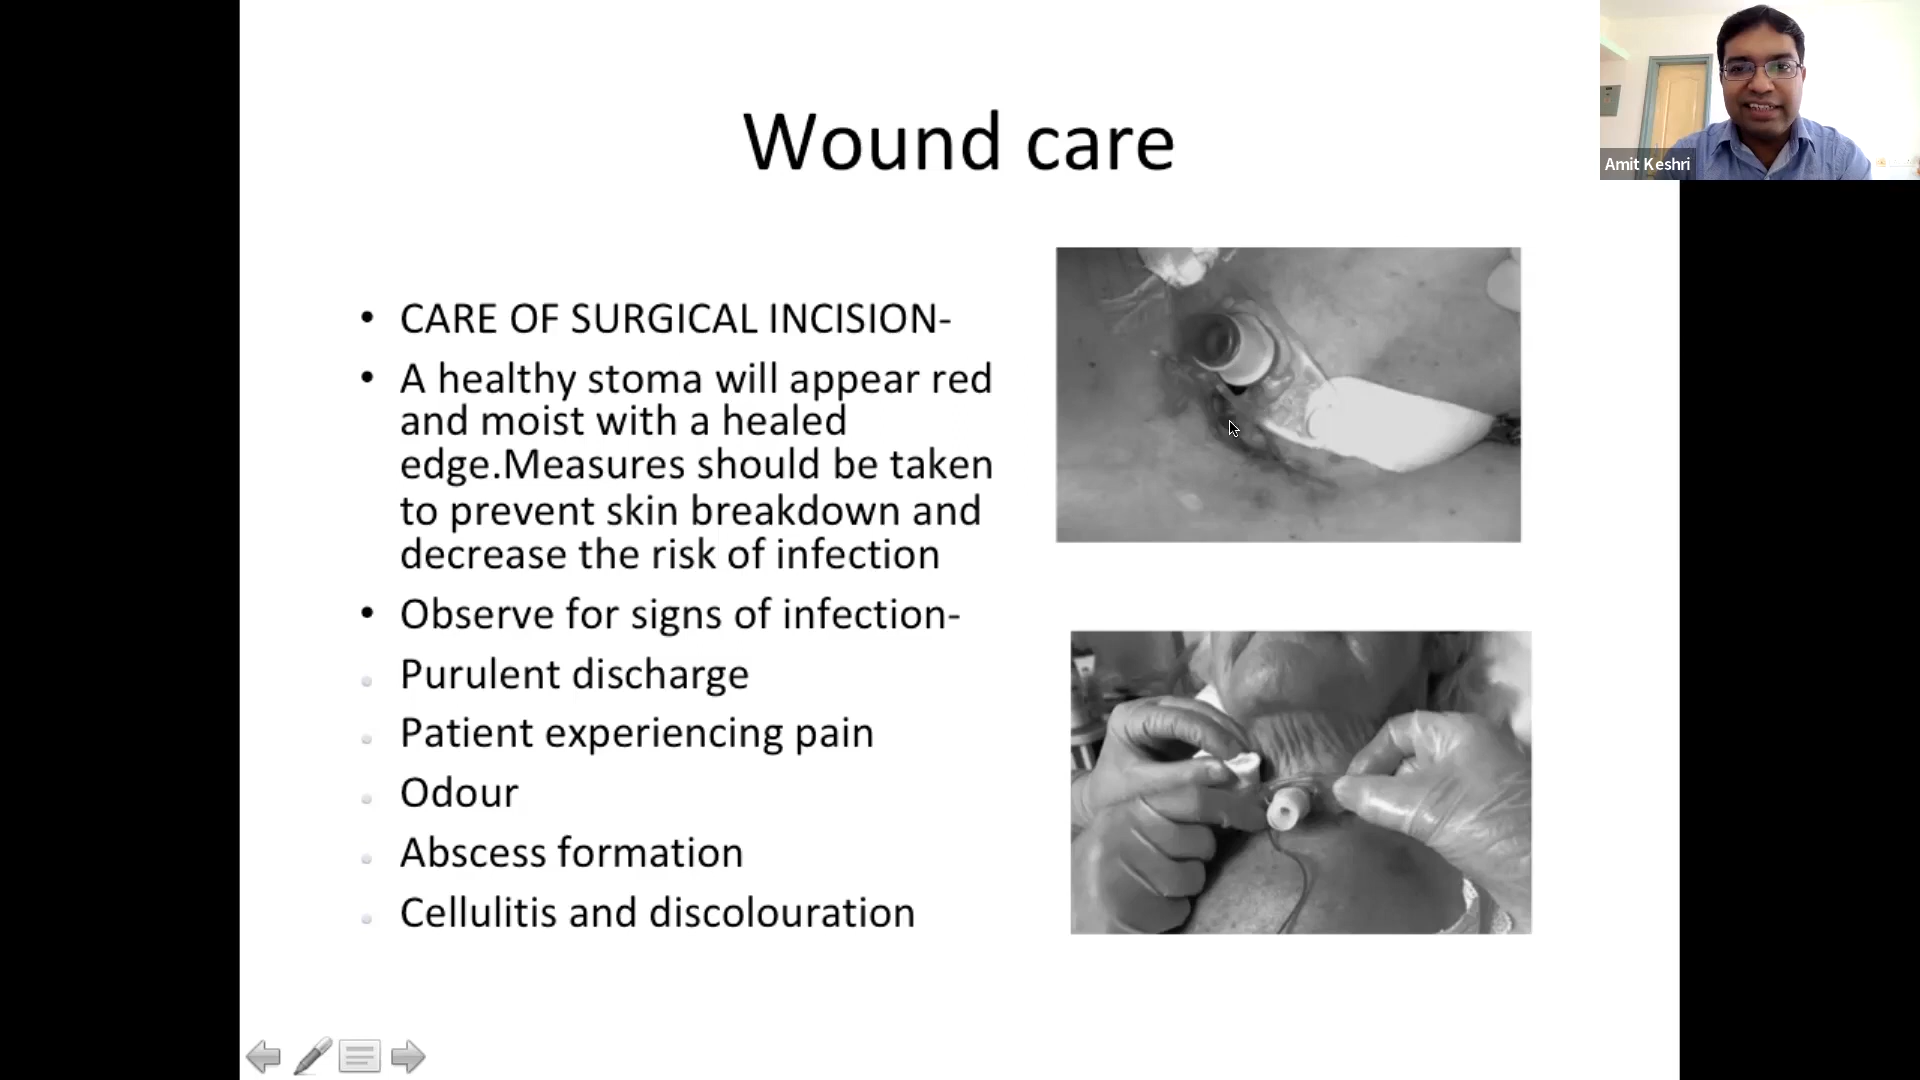 Wound care
Amit Keshri
• CARE OF SURGICAL INCISION-
• A healthy stoma will appear red
and moist with a healed
edge.Measures should be taken
to prevent skin breakdown and
decrease the risk of infection
• Observe for signs of infection-
• Purulent discharge
• Patient experiencing pain
• Odour
• Abscess formation
• Cellulitis and discolouration